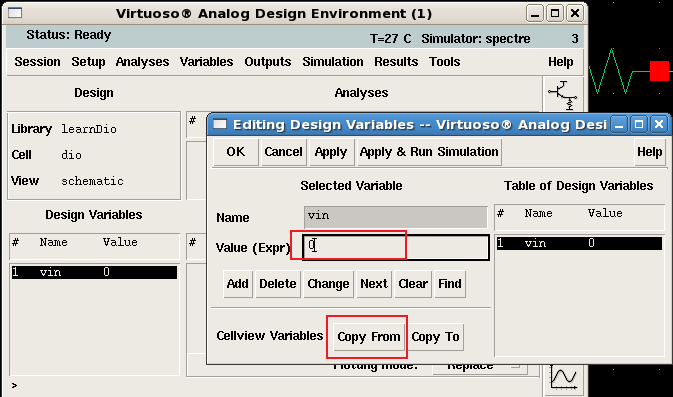 Virtuoso® Analog Design Environment (1)
Status: Ready T=27 C Simulator: spectre 3
Session Setup Analyses Variables Outputs Simulation Results Tools Help
Design Analyses
Library learnDio
Cell dio
View schematic
#
Design Variables
# Name Value
1 vin 0
#
>
Editing Design Variables -- Virtuoso® Analog Desi
OK Cancel Apply Apply & Run Simulation Help
Selected Variable
Name vin
Value (Expr) 0
Add Delete Change Next Clear Find
Cellview Variables Copy From Copy To
Table of Design Variables
# Name Value
1 vin 0
Plotting mode: Replace